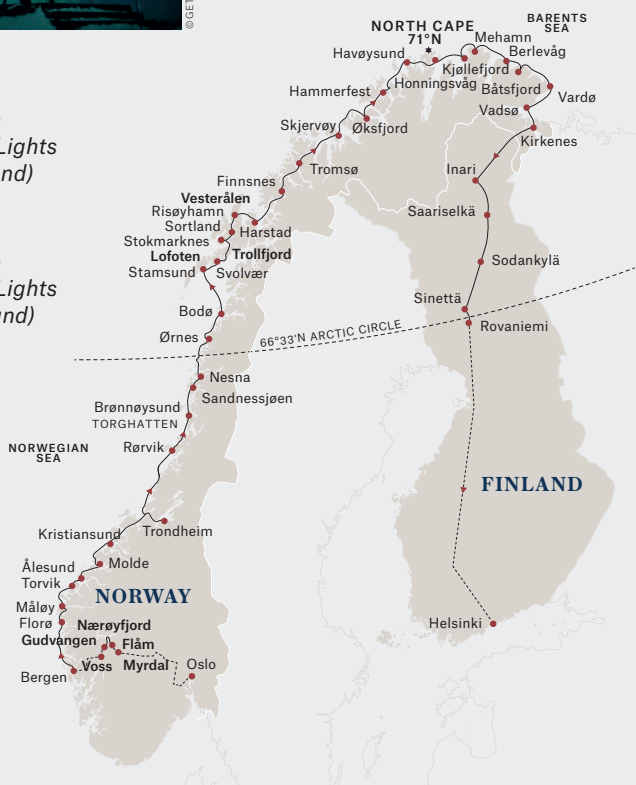 ©GET
Lights
nd)
Lights
und)
BARENTS
SEA
NORTH CAPE
71°N
Mehamn
Berlevåg
Havøysund
Kjøllefjord
Honningsvåg
Båtsfjord
Hammerfest
Vardø
Vadsø
Skjervøy
Øksfjord
Kirkenes
Tromsø
Inari
Finnsnes
Vesterålen
Risøyhamn
Saariselkä
Sortland
Harstad
Stokmarknes
Lofoten
Trollfjord
Stamsund
Svolvær
Sodankylä
Sinettä
Bodø
Rovaniemi
Ørnes
66°33'N ARCTIC CIRCLE
Nesna
Sandnessjøen
Brønnøysund
TORGHATTEN
NORWEGIAN
SEA
Rørvik
FINLAND
Trondheim
Kristiansund
Molde
Ålesund
Torvik
NORWAY
Måløy
Florø
Nærøyfjord
Helsinki
Gudvangen
Flåm
Voss
Myrdal
Oslo
Bergen